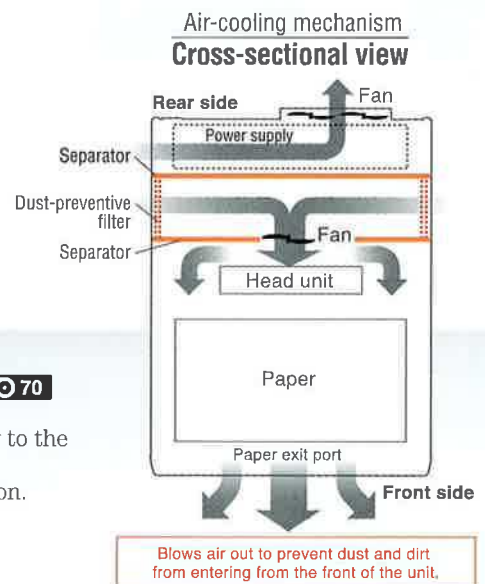 Air-cooling mechanism
Cross-sectional view
Fan
Rear side
Power supply
Separator
Dust-preventive
filter
Fan
Separator
Head unit
Paper
70
to the
on.
Paper exit port
Front side
Blows air out to prevent dust and dirt
from entering from the front of the unit,